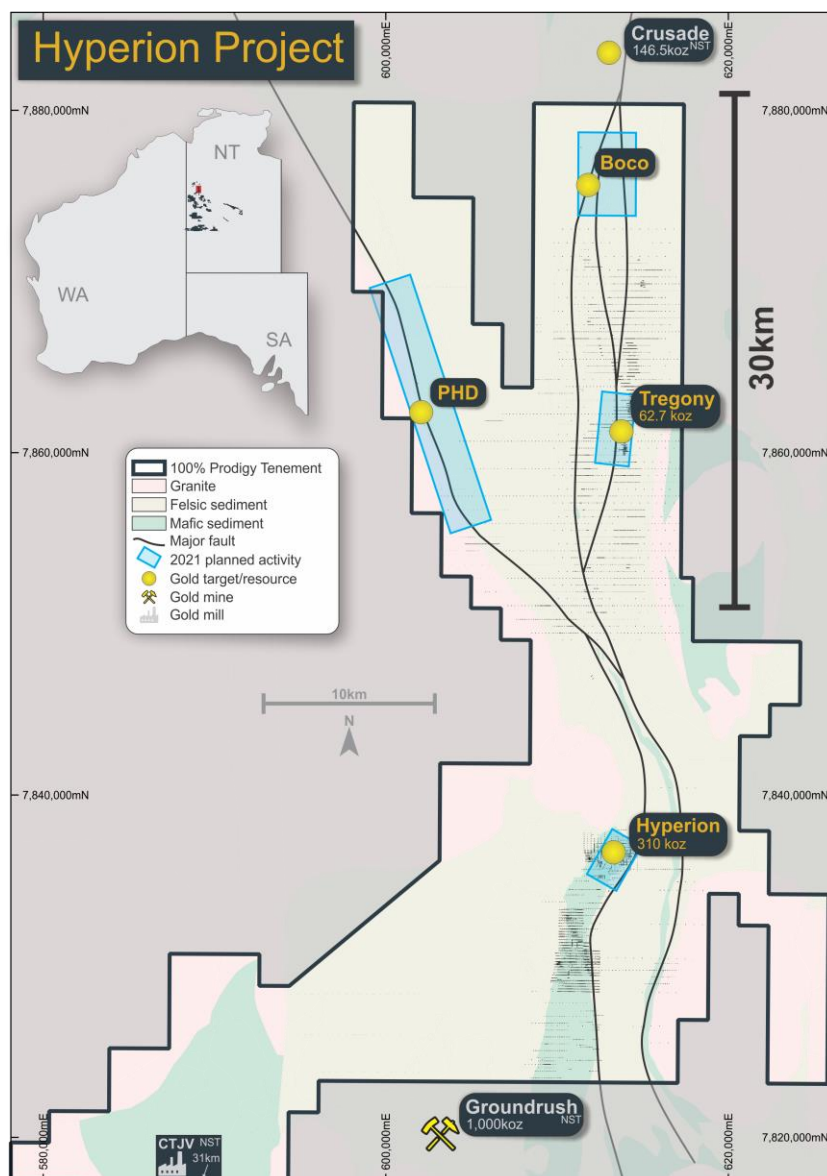 Hyperion Project
600,000mE
620,000mE
Crusade
146.5koz NST
7,880,000mN
7,880,000mN
NT
WA
SA
Boco
30km
PHD
Tregony
62.7 koz
7,860,000mN
7,860,000mN
100% Prodigy Tenement
Granite
Felsic sediment
Mafic sediment
Major fault
2021 planned activity
Gold target/resource
Gold mine
Gold mill
10km
N
7,840,000mN
7,840,000mN
Hyperion
310 koz
Groundrush
1,000koz NST
CTJV NST
31km
580,000mE
600,000mE
620,000mE
7,820,000mN